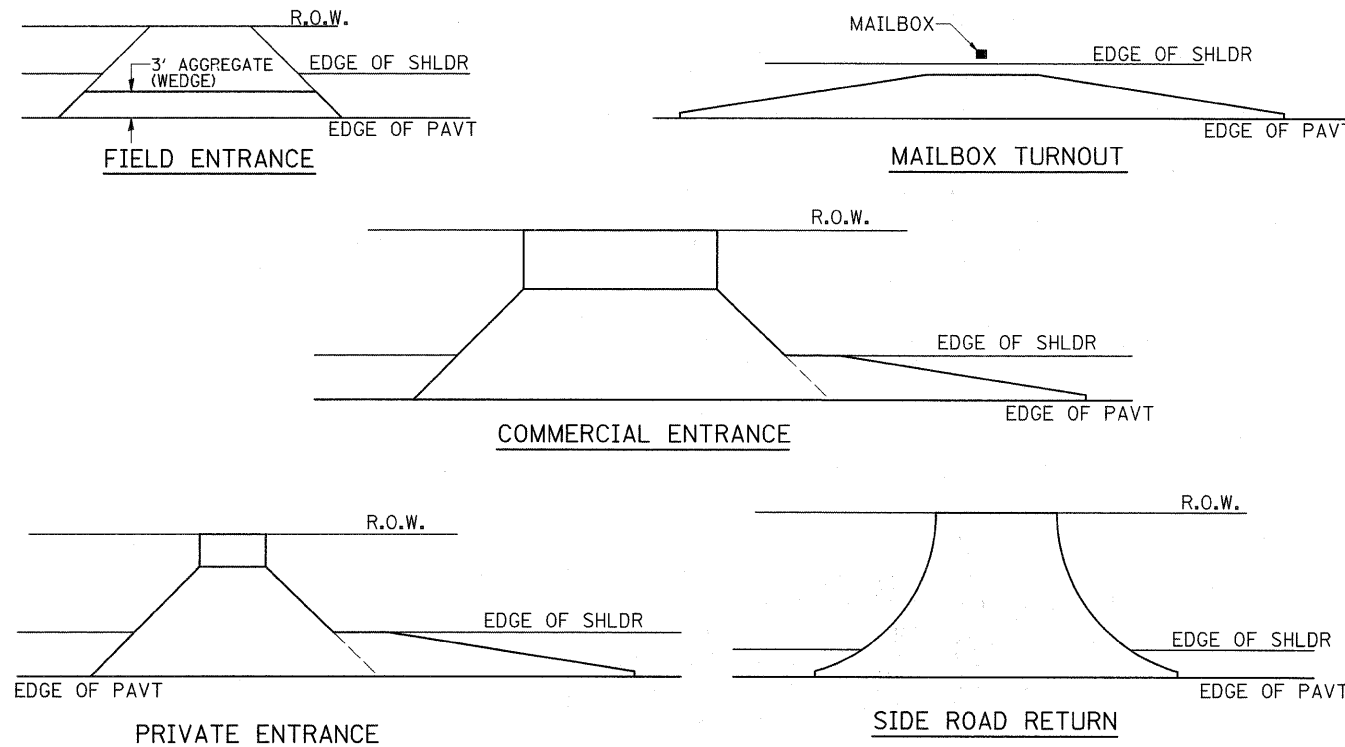 R.O.W.
EDGE OF SHLDR
3' AGGREGATE
(WEDGE)
EDGE OF PAVT
FIELD ENTRANCE
MAILBOX
EDGE OF SHLDR
EDGE OF PAVT
MAILBOX TURNOUT
R.O.W.
EDGE OF SHLDR
EDGE OF PAVT
COMMERCIAL ENTRANCE
R.O.W.
EDGE OF SHLDR
EDGE OF PAVT
PRIVATE ENTRANCE
R.O.W.
EDGE OF SHLDR
EDGE OF PAVT
SIDE ROAD RETURN